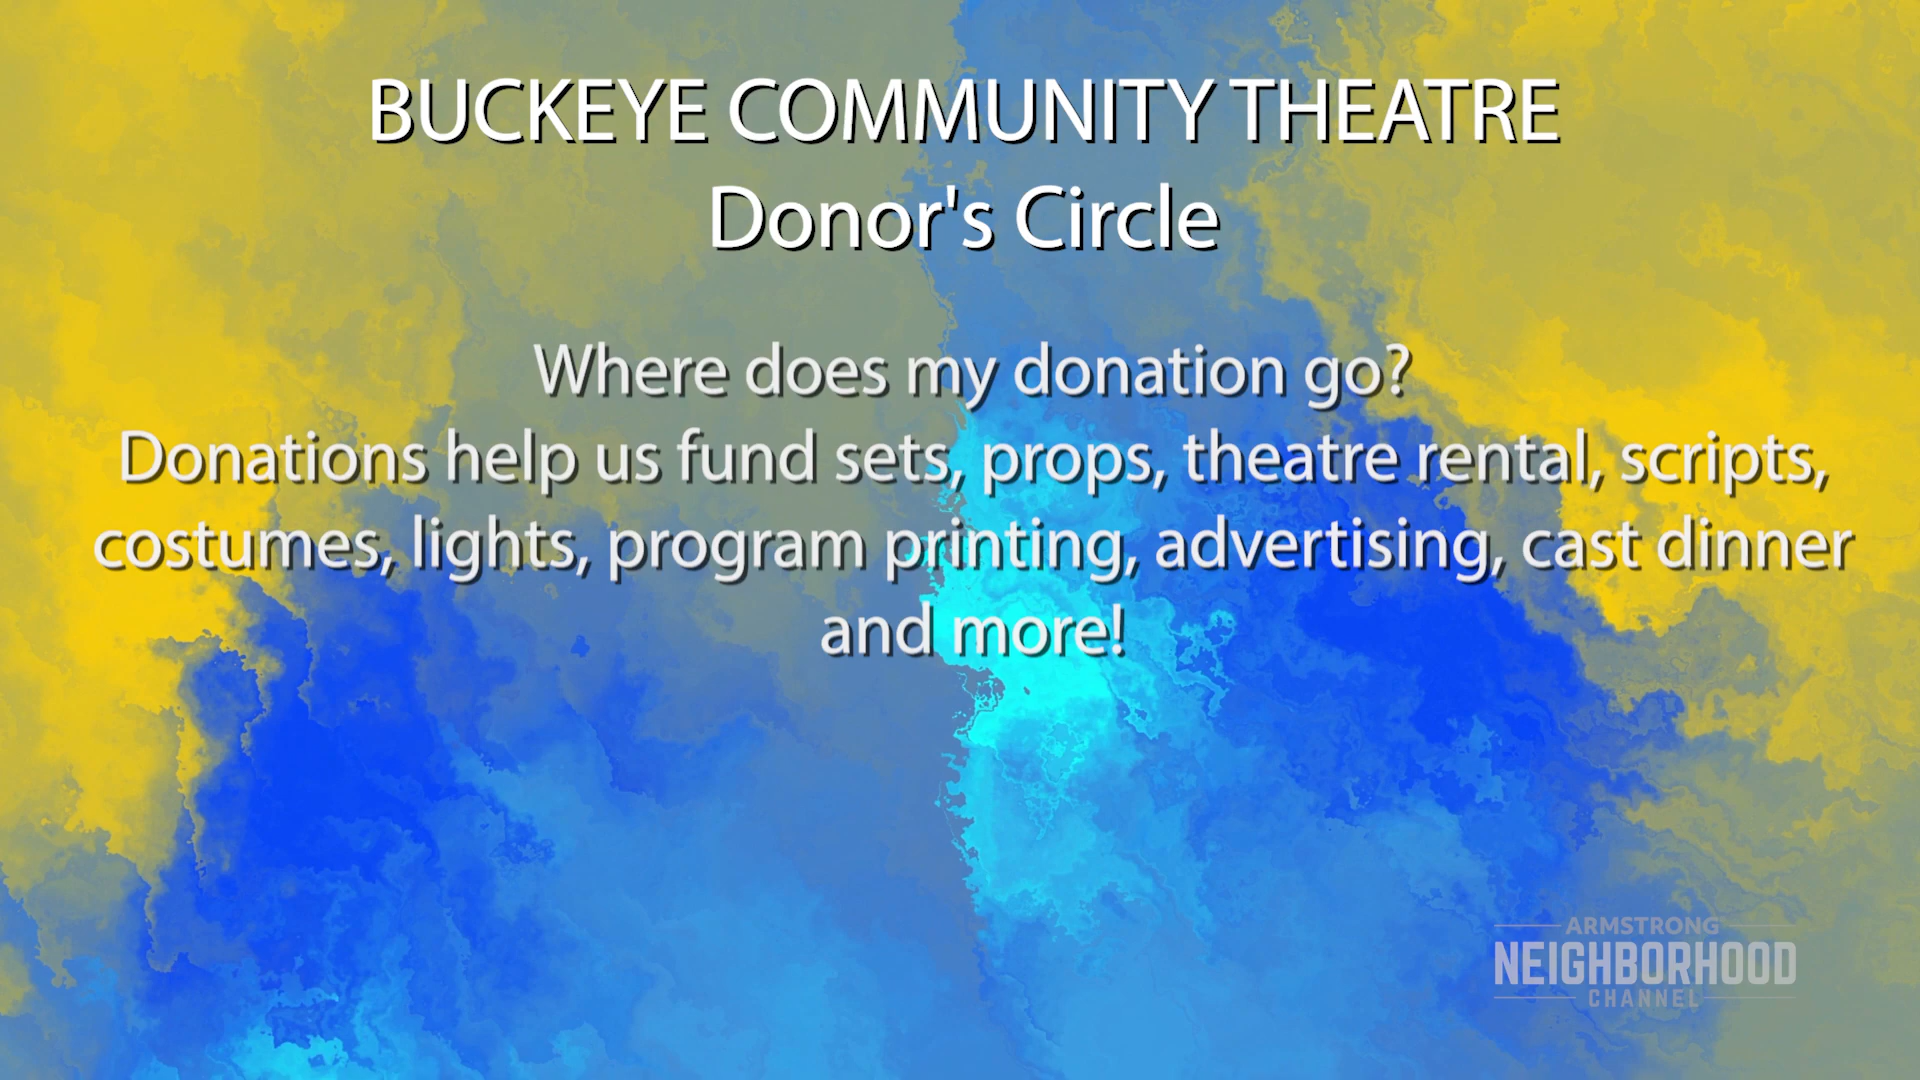 BUCKEYE COMMUNITY THEATRE
Donor's Circle
Where does my donation go?
Donations help us fund sets, props, theatre rental, scripts,
costumes, lights, program printing, advertising, cast dinner
and more!
ARMSTRONG
NEIGHBORHOOD
CHANNEL